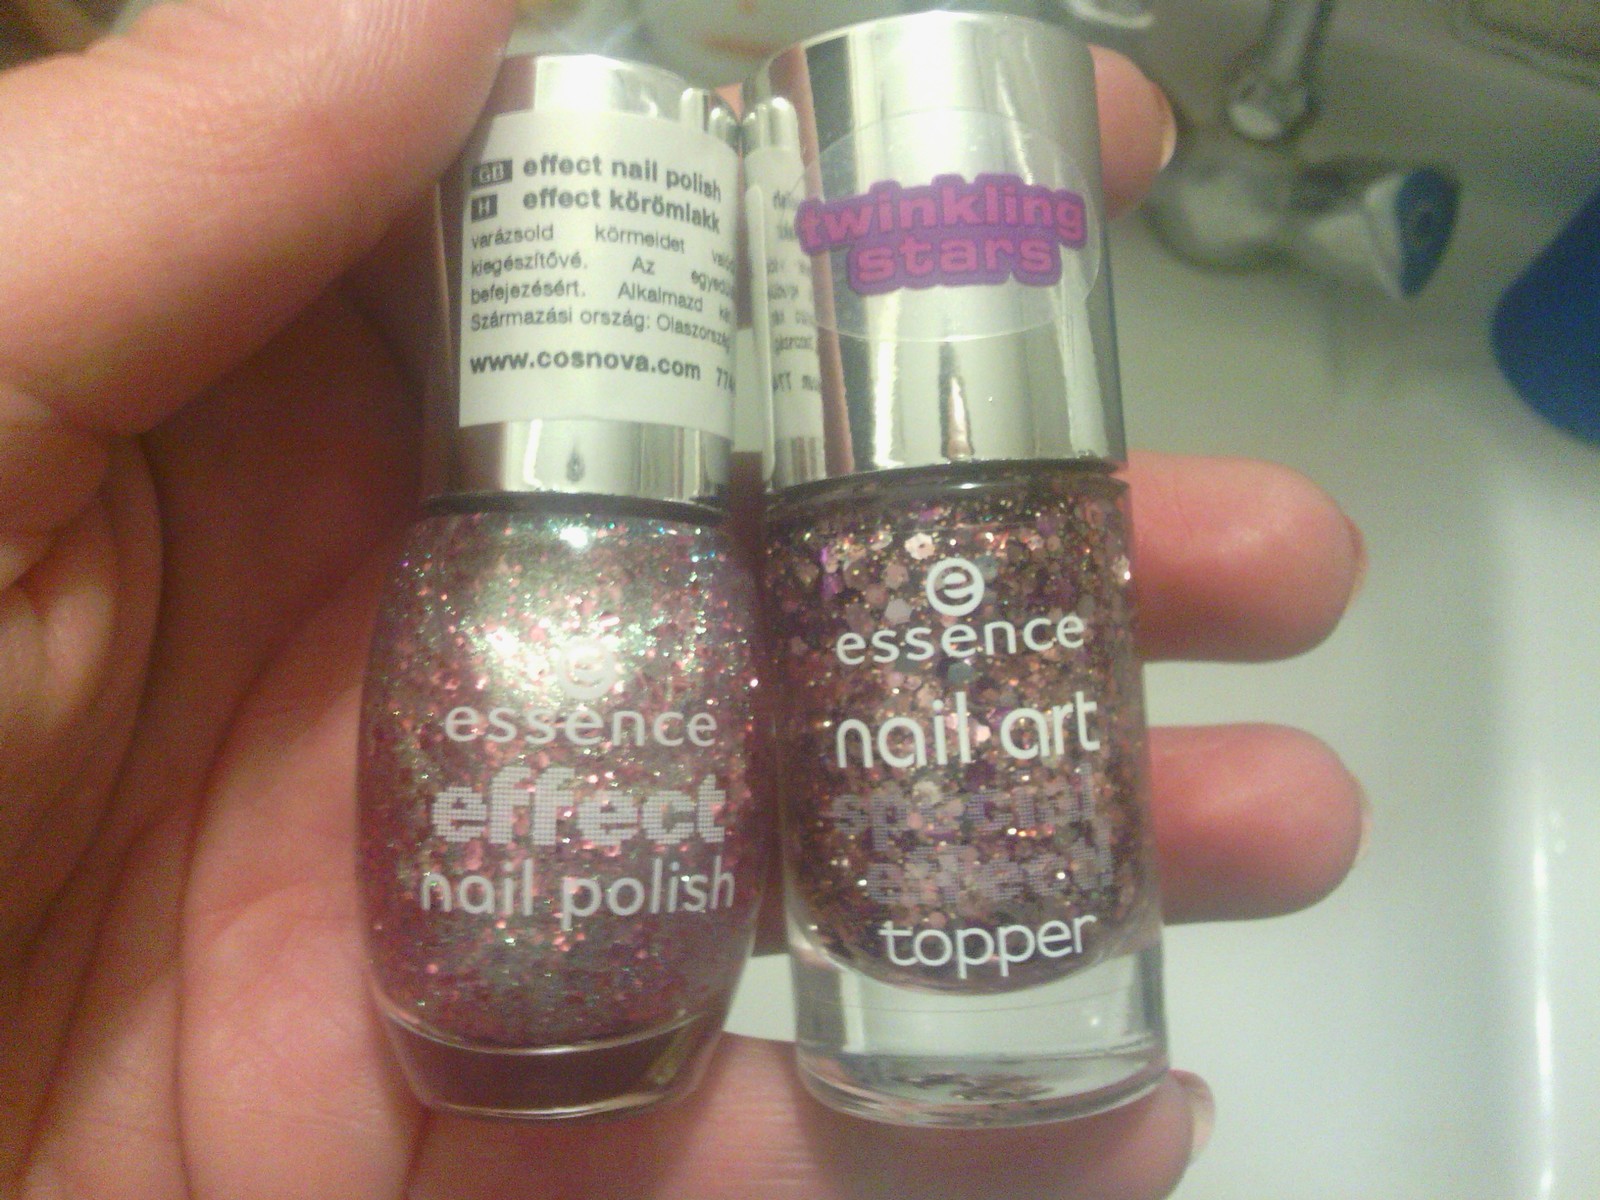 GB effect nail polish
H effect körömlakk
varázsold körmeidet
kiegészítővé. Az
befejezésért. Alkalmazd
Származási ország: Olaszország
www.cosnova.com
essence
effect
nail polish
twinkling
stars
e
essence
nail art
special
effect
topper